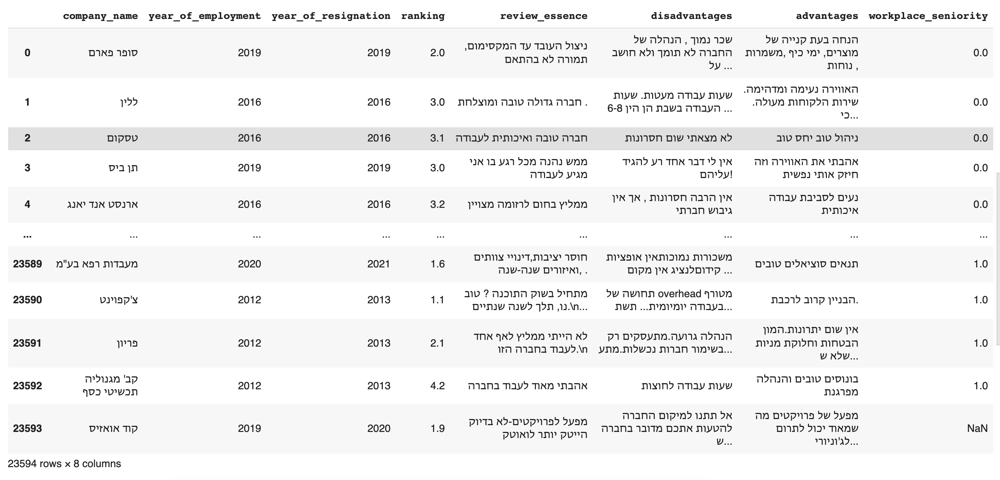 company_name year_of_employment year_of_resignation ranking review_essence disadvantages advantages workplace_seniority
0
סופר פארם
2019
2019
2.0
ניצול העובד עד המקסימום,
תמורה לא בהתאם
שכר נמוך , הנהלה של
החברה לא תומך ולא חושב
על ...
הנחה בעת קנייה של
מוצרים, ימי כיף ,משמרות
נוחות ,
0.0
1
ללין
2016
2016
3.0
חברה גדולה טובה ומוצלחת .
שעות עבודה מעטות. שעות
העבודה בשבת הן הין 6-8 ...
האווירה נעימה ומדהימה.
שירות הלקוחות מעולה.
כי...
0.0
2
טסקום
2016
2016
3.1
חברה טובה ואיכותית לעבודה
לא מצאתי שום חסרונות
ניהול טוב יחס טוב
0.0
3
תן ביס
2019
2019
3.0
ממש נהנה מכל רגע בו אני
מגיע לעבודה
אין לי דבר אחד רע להגיד
עליהם!
אהבתי את האווירה וזה
חיזק אותי נפשית
0.0
4
ארנסט אנד יאנג
2016
2016
3.2
ממליץ בחום לרזומה מצויין
אין הרבה חסרונות , אך אין
גיבוש חברתי
נעים לסביבת עבודה
איכותית
0.0
... ... ... ... ... ... ... ... ...
23589
מעבדות רפא בע"מ
2020
2021
1.6
חוסר יציבות,דינויי צוותים
ואיזורים שנה-שנה, .
משכורות נמוכותאין אופציות
קידוםלנציג אין מקום ...
תנאים סוציאלים טובים
1.0
23590
צ'קפוינט
2012
2013
1.1
מתחיל בשוק התוכנה ? טוב
נו, תלך לשנה שנתיים.\n...
תחושה של overhead מטורף
בעבודה יומיומית... תשת...
הבניין קרוב לרכבת.
1.0
23591
פריון
2012
2013
2.1
לא הייתי ממליץ לאף אחד
לעבוד בחברה הזו.\n
הנהלה גרועה.מתעסקים רק
בשימור חברות נכשלות.מתע...
אין שום יתרונות.המון
הבטחות וחלוקת מניות
שלא ש...
1.0
23592
קב' מגנוליה
תכשיטי כסף
2012
2013
4.2
אהבתי מאוד לעבוד בחברה
שעות עבודה לחוצות
בונוסים טובים והנהלה
מפרגנת
1.0
23593
קוד אואזיס
2019
2020
1.9
מפעל לפרויקטים-לא בדיוק
הייטק יותר לואוטק
אל תתנו למיקום החברה
להטעות אתכם מדובר בחברה
ש...
מפעל של פרויקטים מה
שמאוד יכול לתרום
לג'וניורי...
NaN
23594 rows × 8 columns